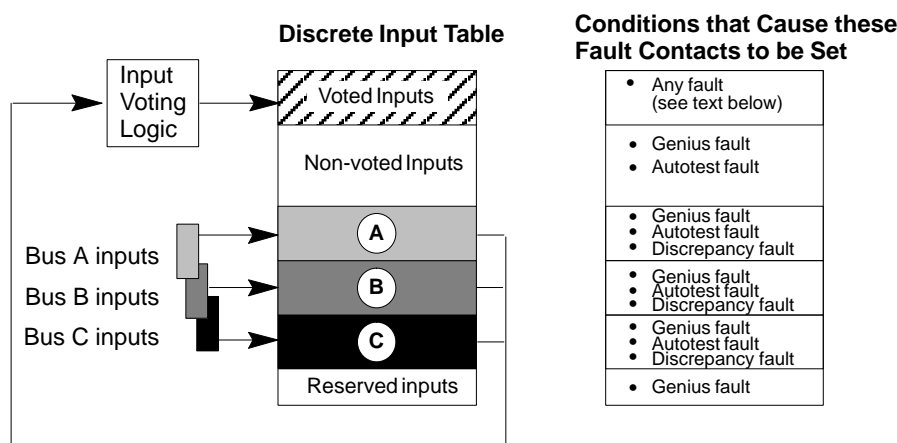 Discrete Input Table
Conditions that Cause these
Fault Contacts to be Set
Input
Voting
Logic
Voted Inputs
Non-voted Inputs
Bus A inputs
Bus B inputs
Bus C inputs
A
B
C
Reserved inputs
• Any fault
(see text below)
• Genius fault
• Autotest fault
• Genius fault
• Autotest fault
• Discrepancy fault
• Genius fault
• Autotest fault
• Discrepancy fault
• Genius fault
• Autotest fault
• Discrepancy fault
• Genius fault